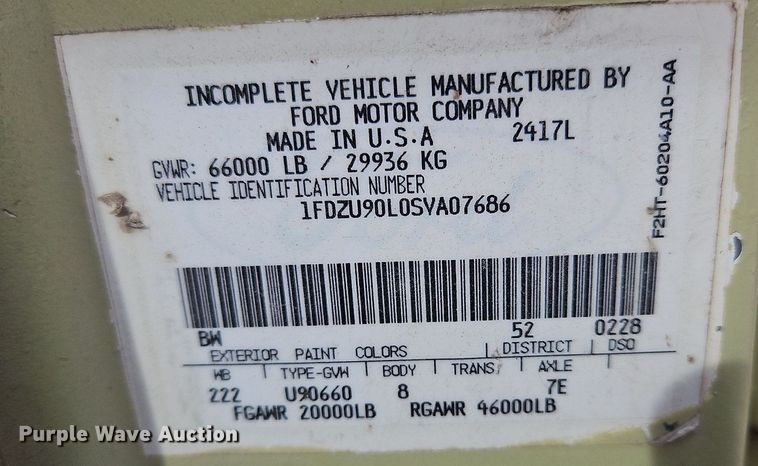 INCOMPLETE VEHICLE MANUFACTURED BY
FORD MOTOR COMPANY
MADE IN U.S.A 2417L
GVWR: 66000 LB / 29936 KG
VEHICLE IDENTIFICATION NUMBER
1FDZU90L0SVA07686
F2HT-60204A10-AA
BW 52 0228
EXTERIOR PAINT COLORS DISTRICT DSO
WB TYPE-GVW BODY TRANS AXLE
222 U90660 8 7E
FGAWR 20000LB RGAWR 46000LB
Purple Wave Auction